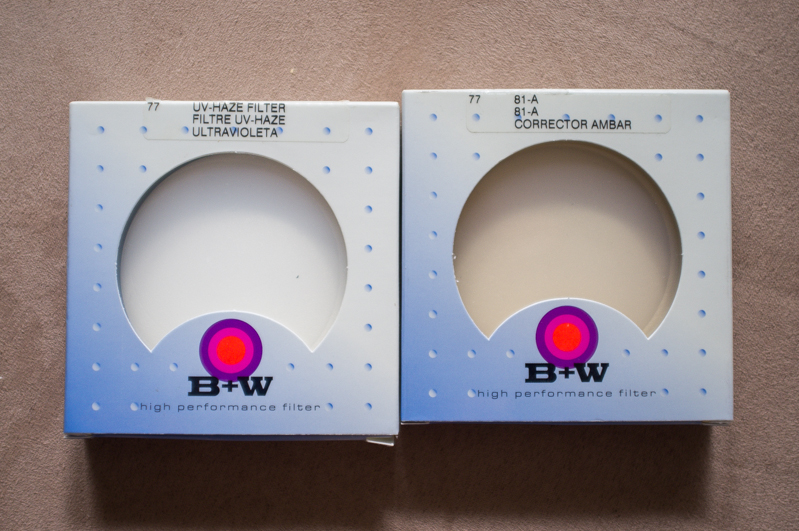 77 UV-HAZE FILTER
FILTRE UV-HAZE
ULTRAVIOLETA
B+W
high performance filter
77 81-A
81-A
CORRECTOR AMBAR
B+W
high performance filter